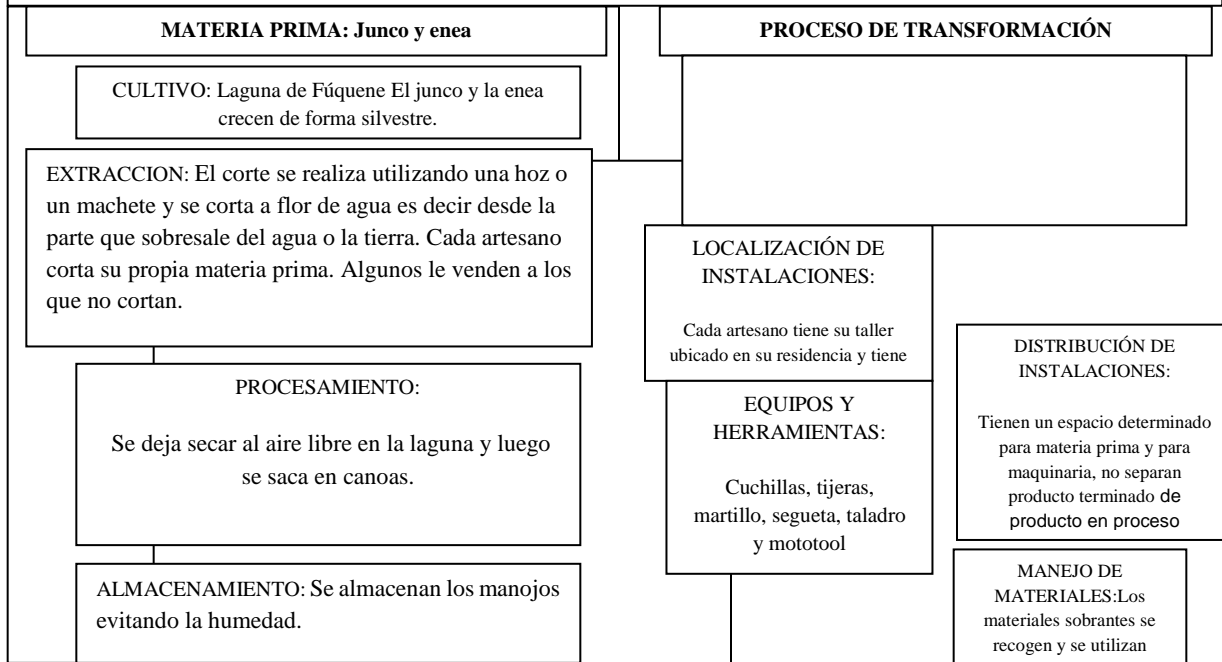 MATERIA PRIMA: Junco y enea
CULTIVO: Laguna de Fúquene El junco y la enea
crecen de forma silvestre.
EXTRACCION: El corte se realiza utilizando una hoz o
un machete y se corta a flor de agua es decir desde la
parte que sobresale del agua o la tierra. Cada artesano
corta su propia materia prima. Algunos le venden a los
que no cortan.
PROCESAMIENTO:
Se deja secar al aire libre en la laguna y luego
se saca en canoas.
ALMACENAMIENTO: Se almacenan los manojos
evitando la humedad.
PROCESO DE TRANSFORMACIÓN
LOCALIZACIÓN DE
INSTALACIONES:
Cada artesano tiene su taller
ubicado en su residencia y tiene
EQUIPOS Y
HERRAMIENTAS:
Cuchillas, tijeras,
martillo, segueta, taladro
y mototool
DISTRIBUCIÓN DE
INSTALACIONES:
Tienen un espacio determinado
para materia prima y para
maquinaria, no separan
producto terminado de
producto en proceso
MANEJO DE
MATERIALES:Los
materiales sobrantes se
recogen y se utilizan